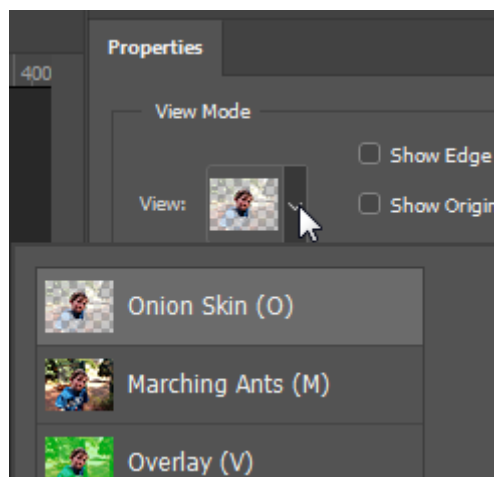 Properties
400
View Mode
Show Edge
View:
Show Origin
Onion Skin (O)
Marching Ants (M)
Overlay (V)